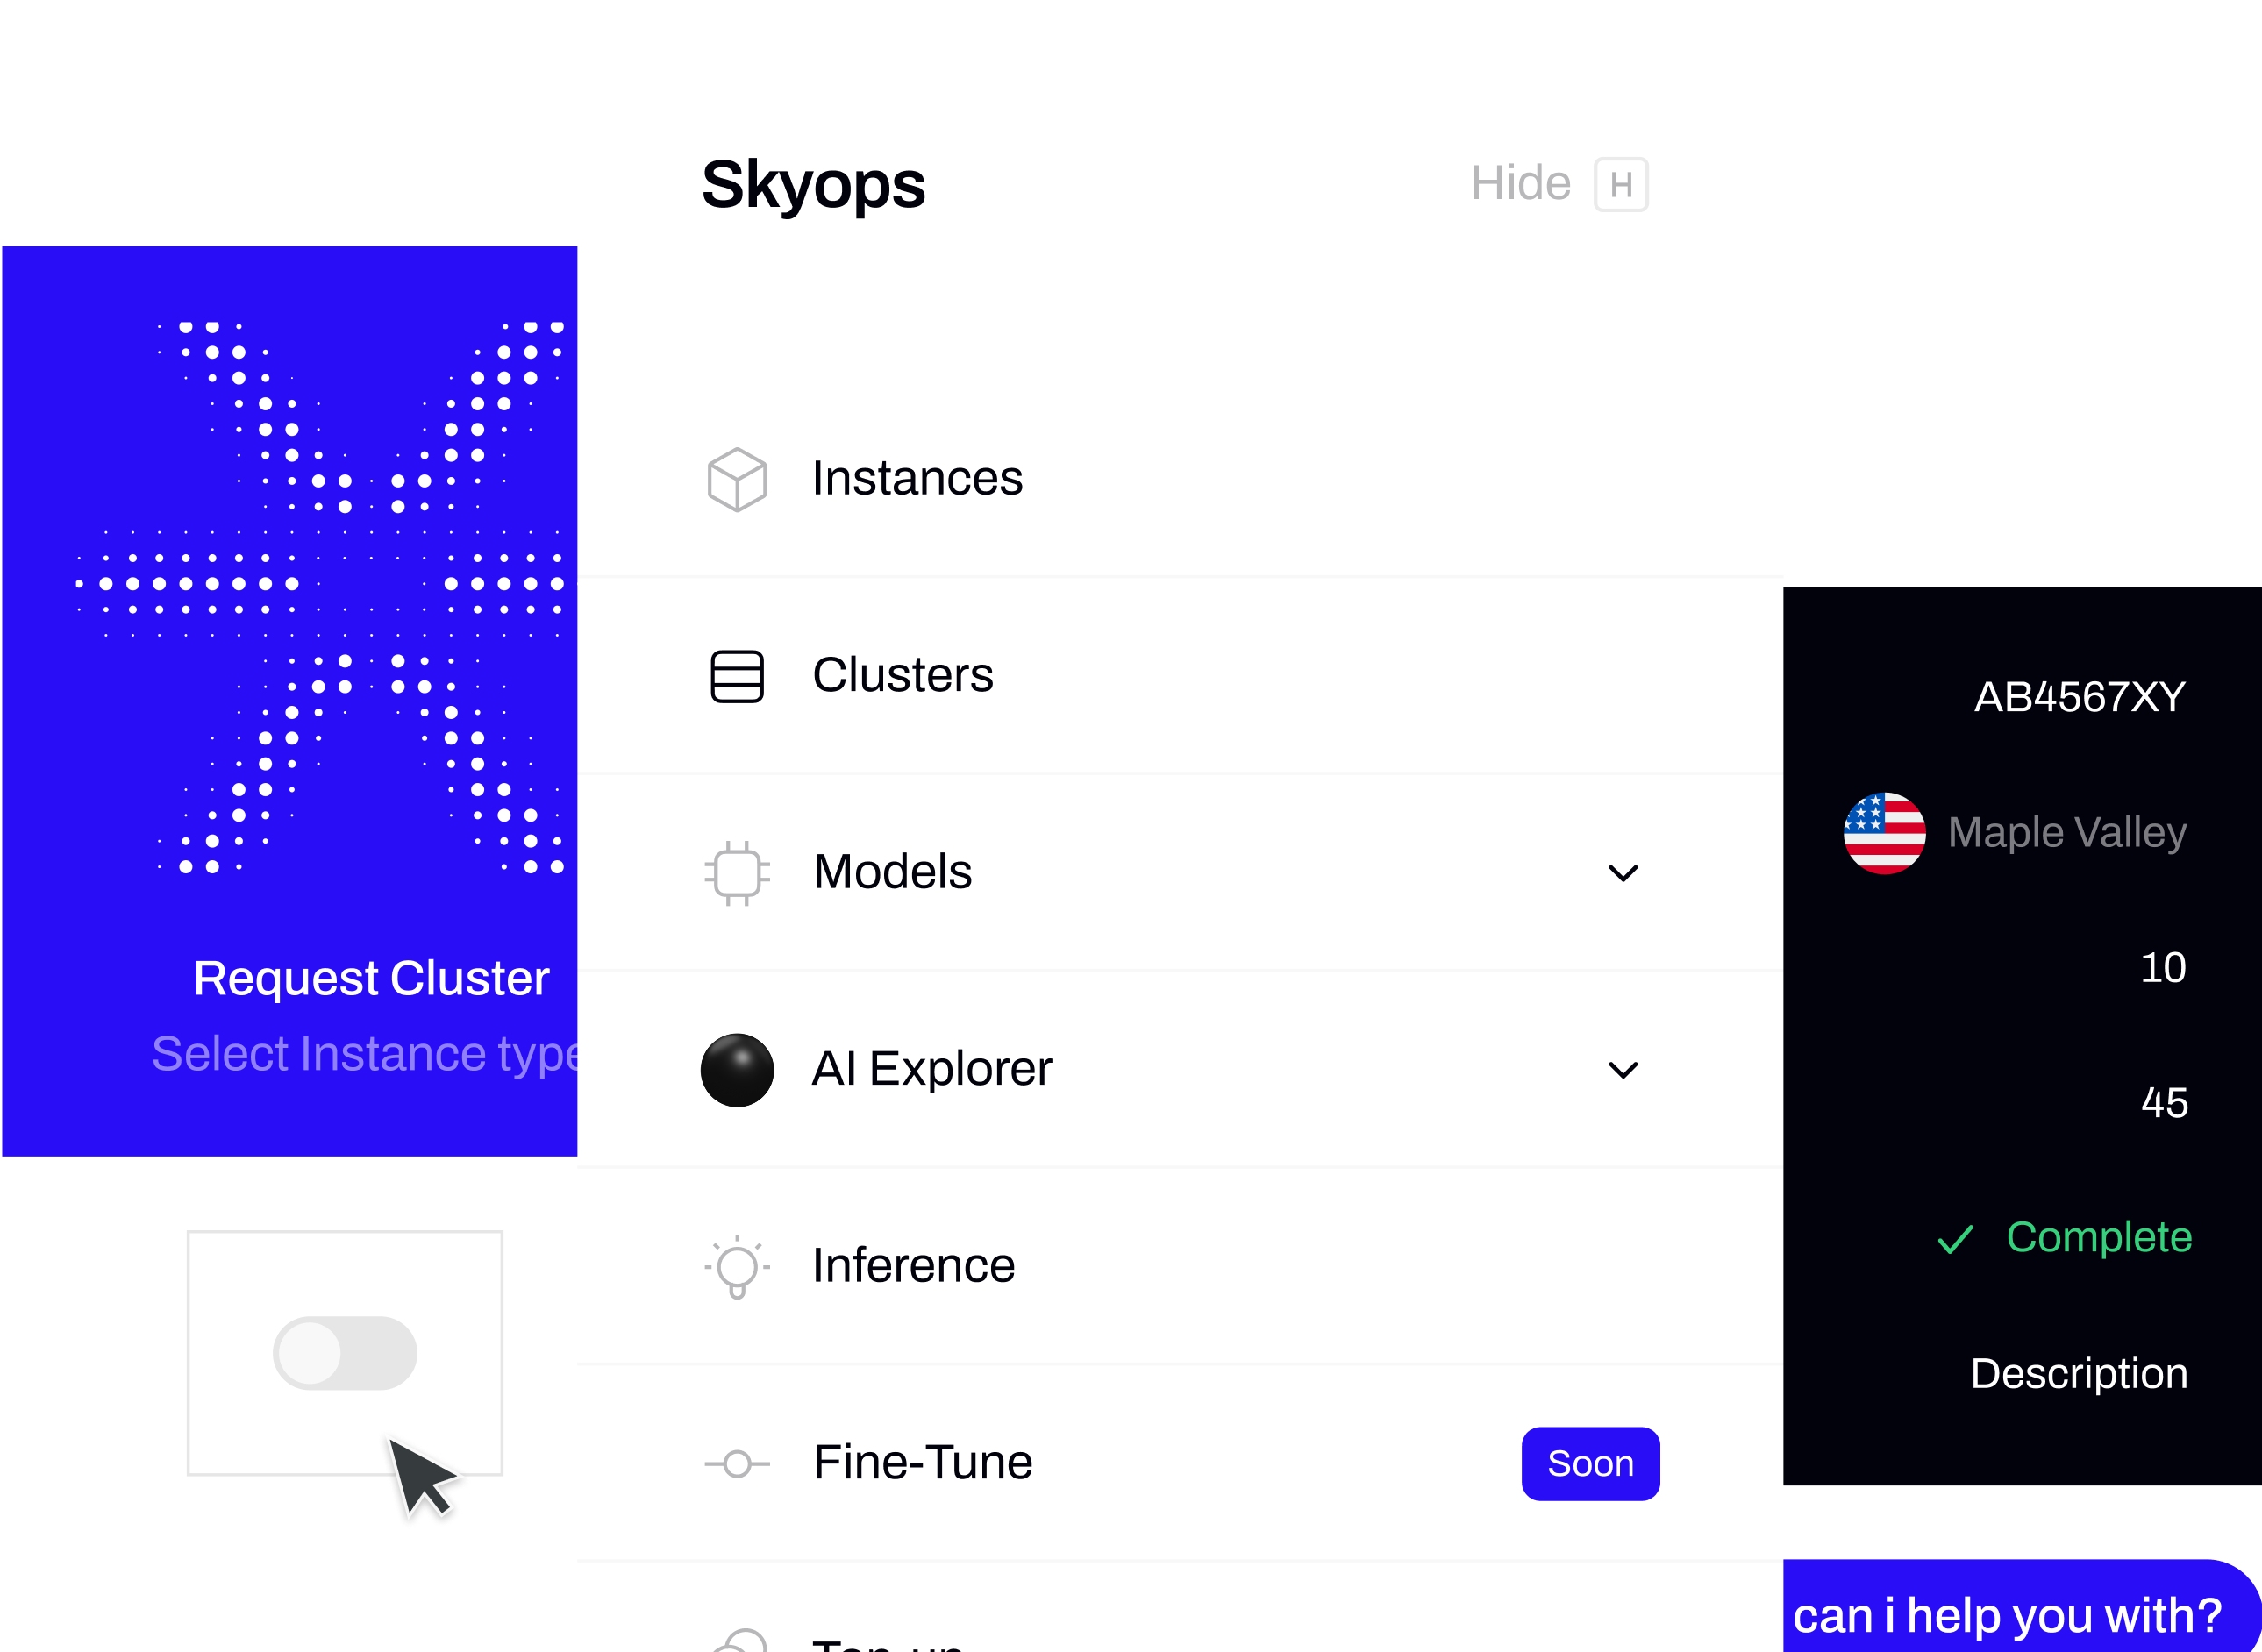 Skyops
Hide H
Instances
Clusters
Models
AI Explorer
Inference
Fine-Tune
Soon
Request Cluster
Select Instance type
AB4567XY
Maple Valley
10
45
Complete
Description
can i help you with?